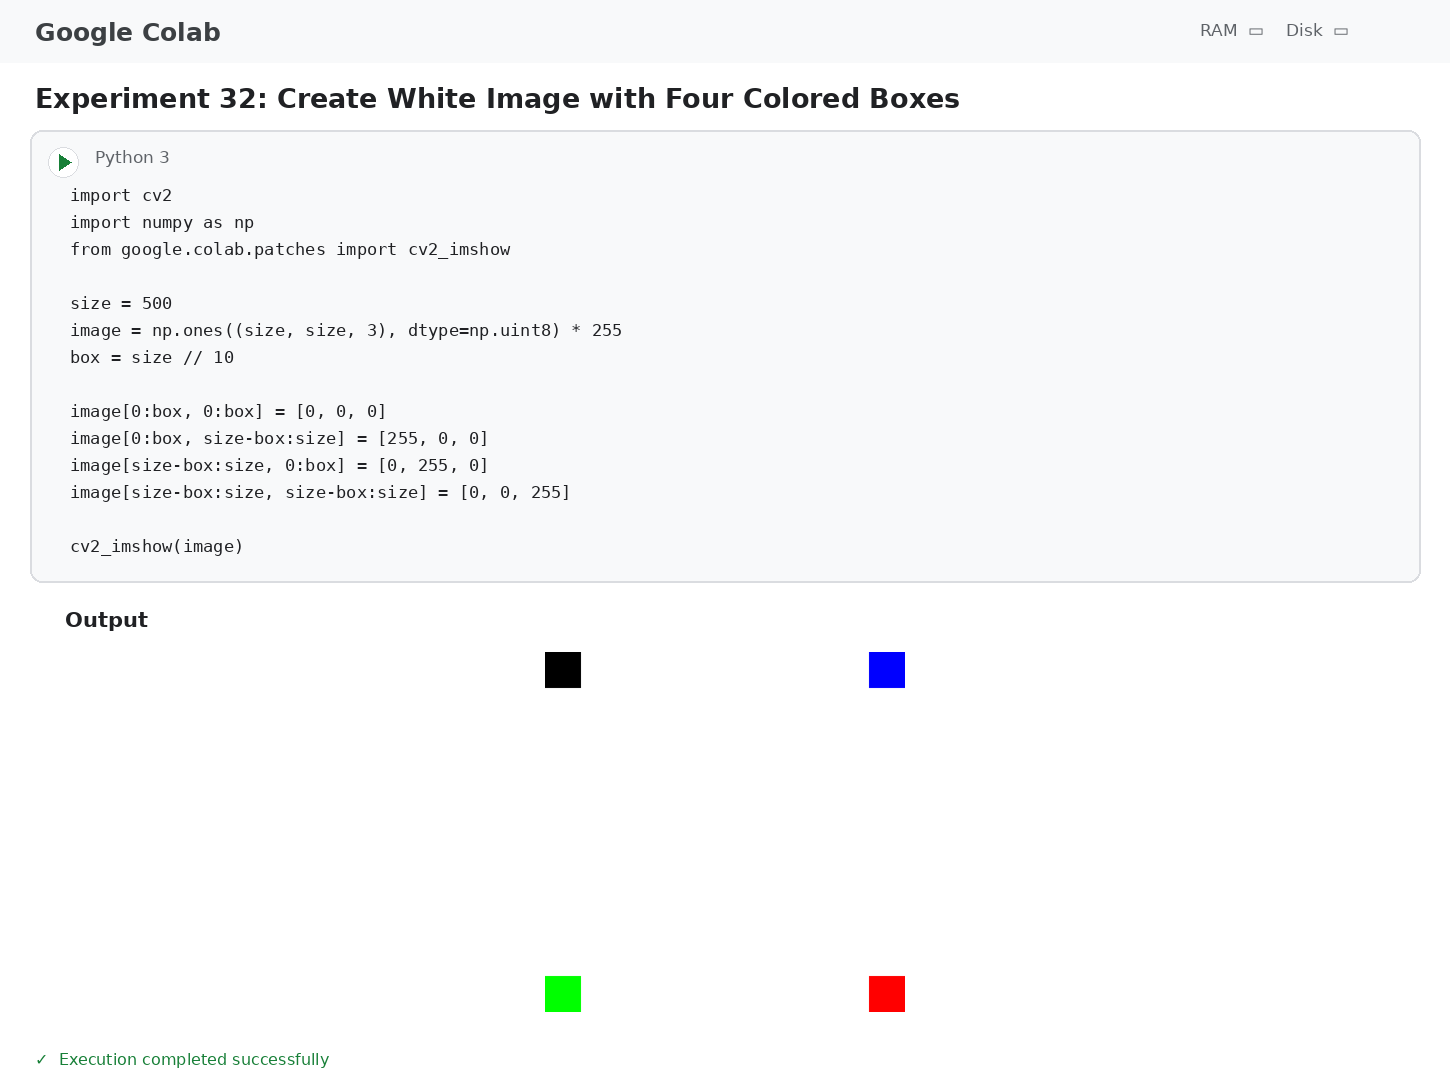 Google Colab
RAM Disk
Experiment 32: Create White Image with Four Colored Boxes
Python 3
import cv2
import numpy as np
from google.colab.patches import cv2_imshow
size = 500
image = np.ones((size, size, 3), dtype=np.uint8) * 255
box = size // 10
image[0:box, 0:box] = [0, 0, 0]
image[0:box, size-box:size] = [255, 0, 0]
image[size-box:size, 0:box] = [0, 255, 0]
image[size-box:size, size-box:size] = [0, 0, 255]
cv2_imshow(image)
Output
✓ Execution completed successfully